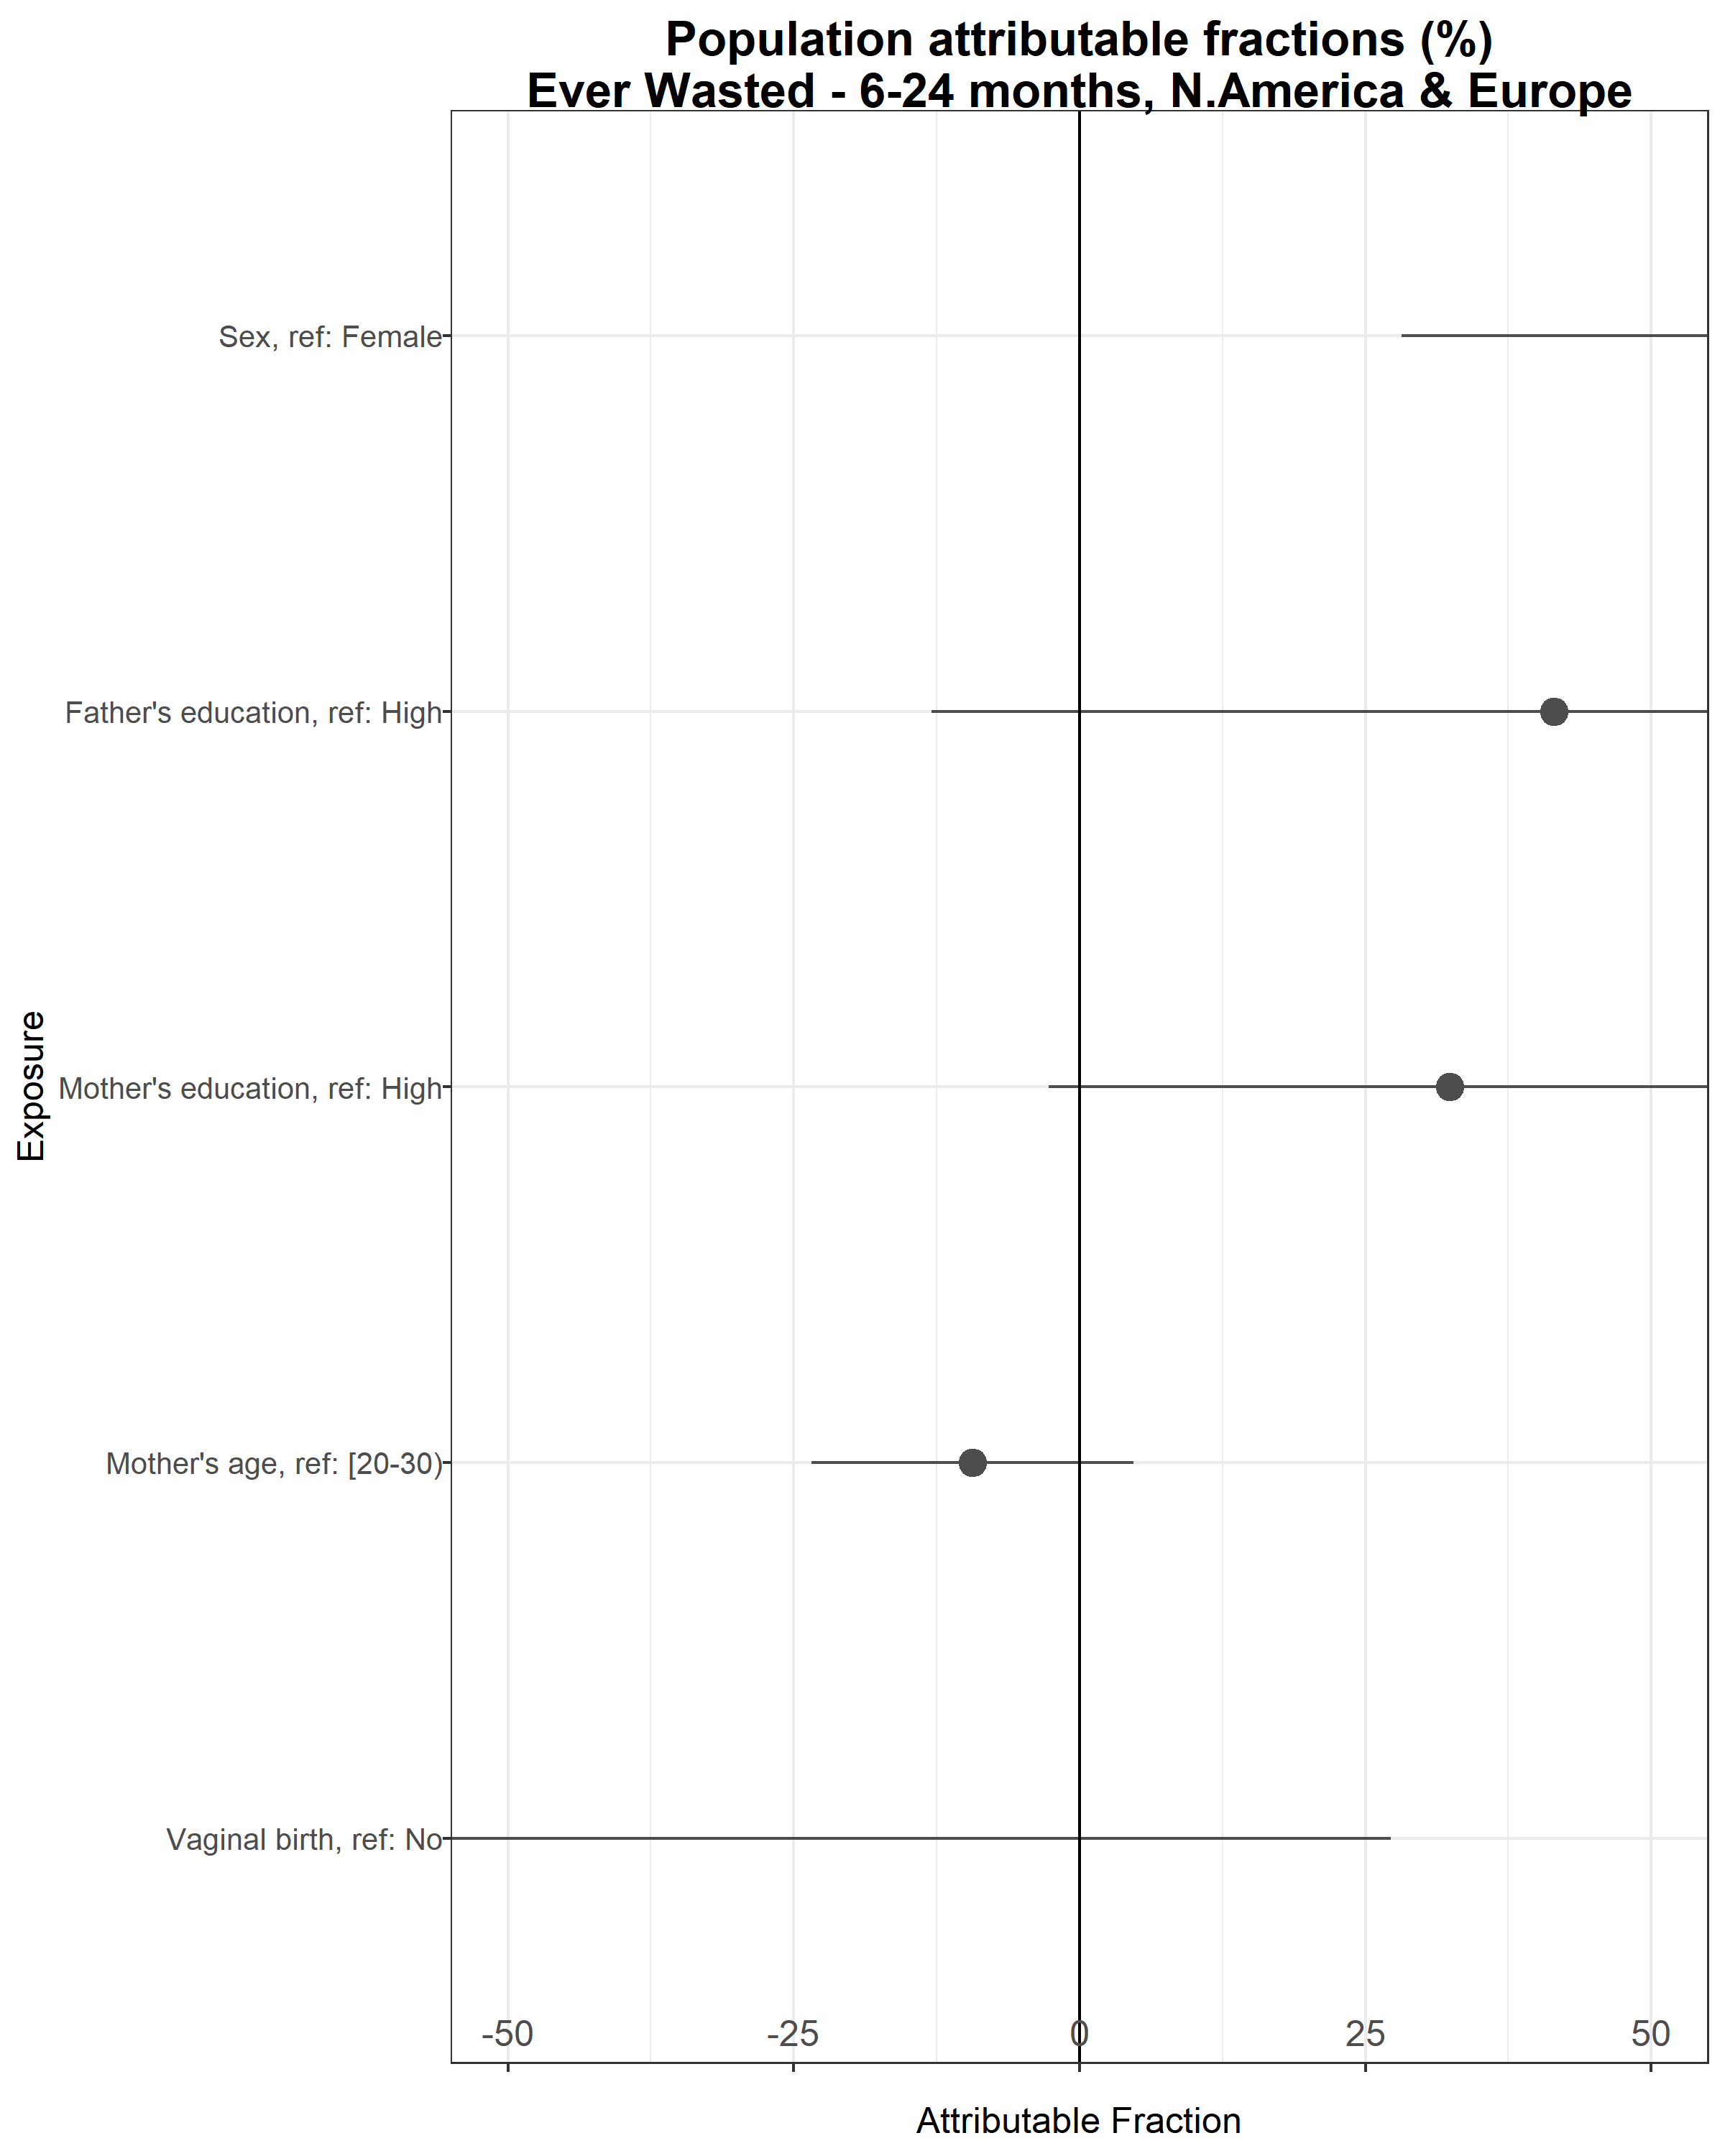 Population attributable fractions (%)
Ever Wasted - 6-24 months, N.America & Europe
Sex, ref: Female
Father's education, ref: High
Mother's education, ref: High
Mother's age, ref: [20-30)
Vaginal birth, ref: No
Exposure
-50 -25 0 25 50
Attributable Fraction